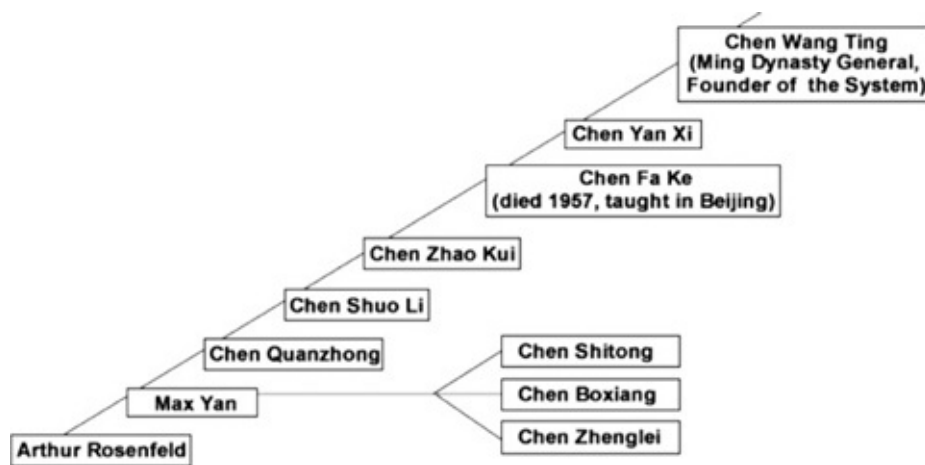 Chen Wang Ting
(Ming Dynasty General,
Founder of the System)
Chen Yan Xi
Chen Fa Ke
(died 1957, taught in Beijing)
Chen Zhao Kui
Chen Shuo Li
Chen Quanzhong
Chen Shitong
Max Yan
Chen Boxiang
Chen Zhenglei
Arthur Rosenfeld